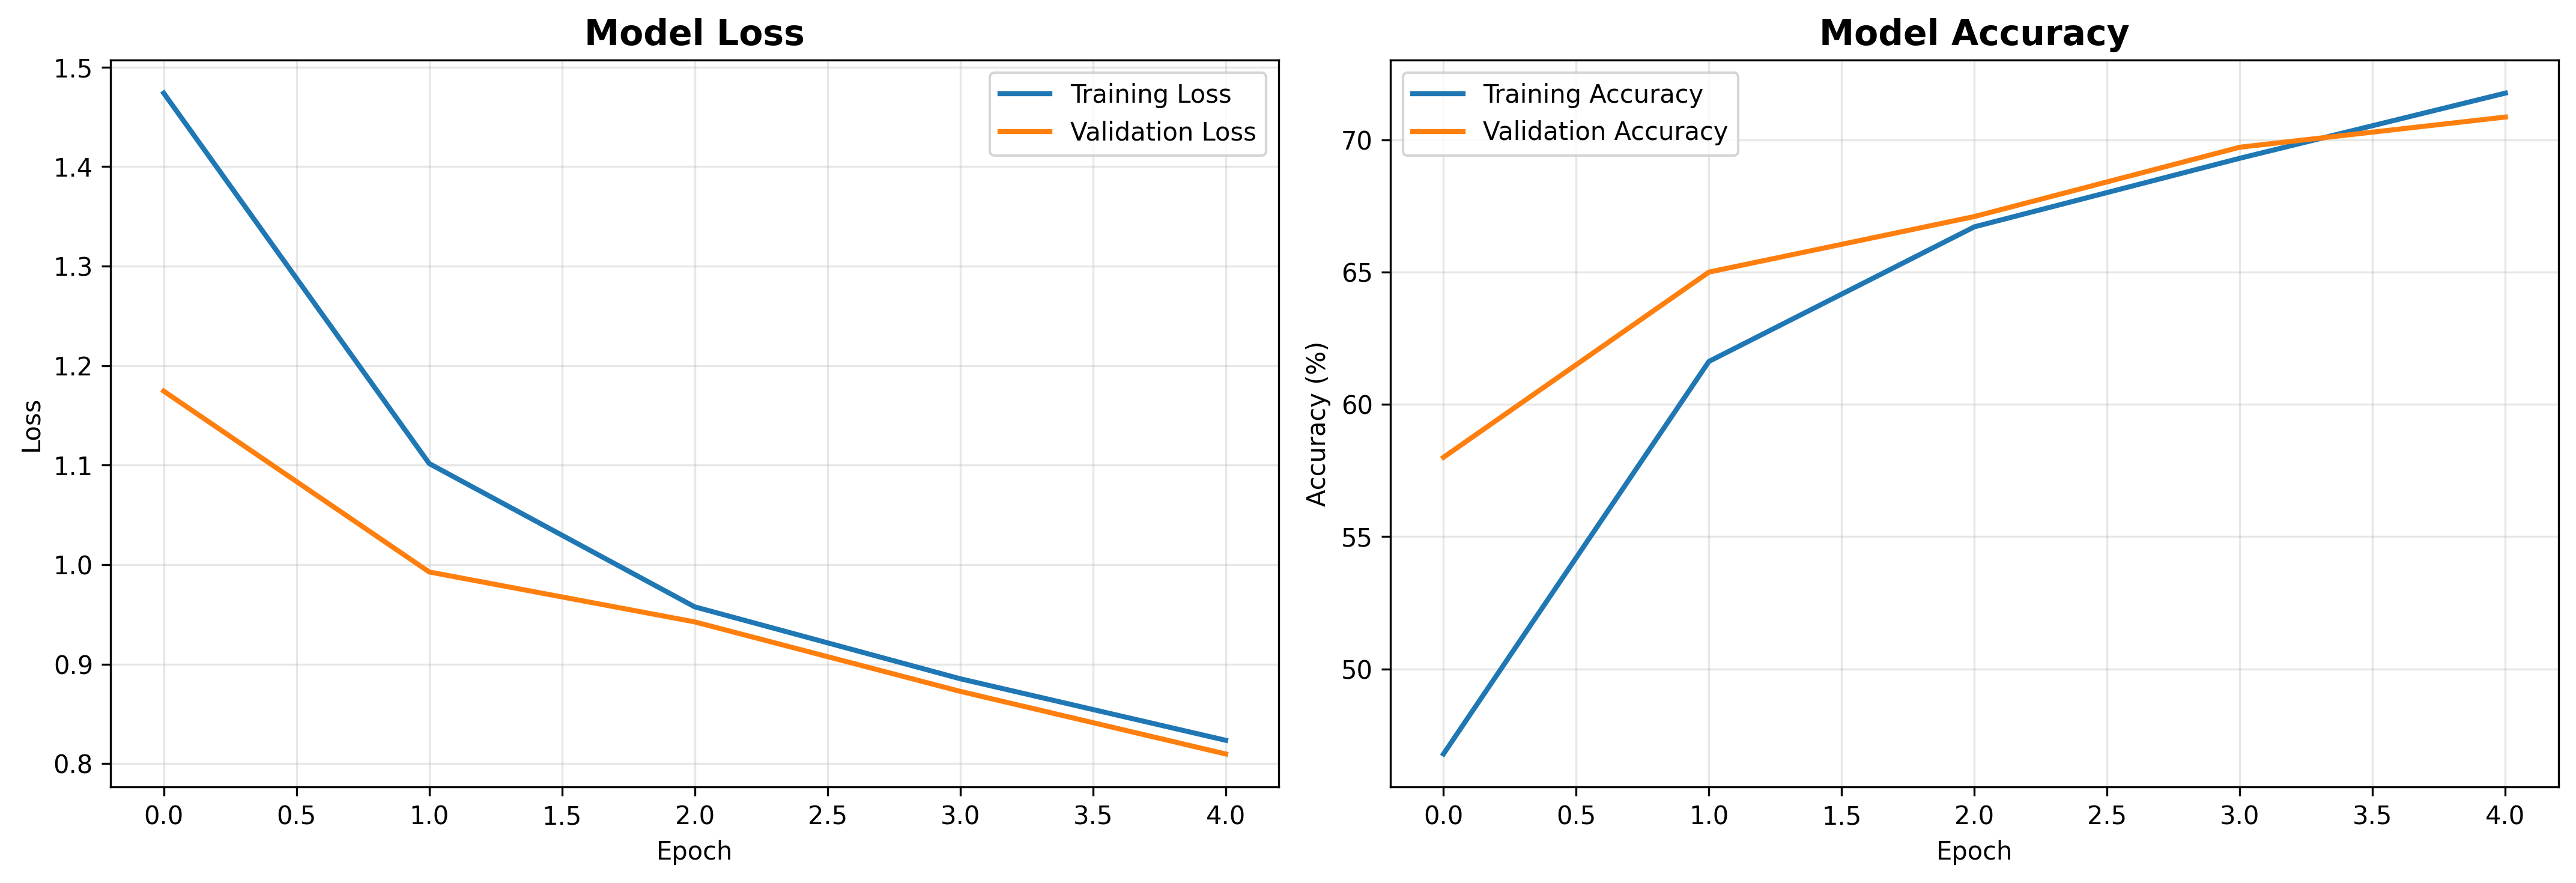 Model Loss
1.5
1.4
1.3
1.2
1.1
1.0
0.9
0.8
Loss
Training Loss
Validation Loss
0.0 0.5 1.0 1.5 2.0 2.5 3.0 3.5 4.0
Epoch
Model Accuracy
70
65
60
55
50
Accuracy (%)
Training Accuracy
Validation Accuracy
0.0 0.5 1.0 1.5 2.0 2.5 3.0 3.5 4.0
Epoch